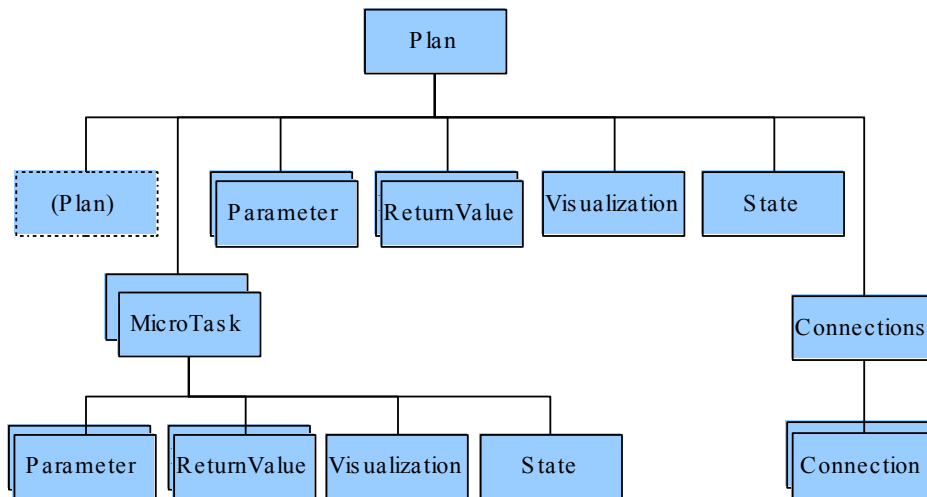 Plan
(Plan)
Parameter
ReturnValue
Visualization
State
MicroTask
Connections
Parameter
ReturnValue
Visualization
State
Connection